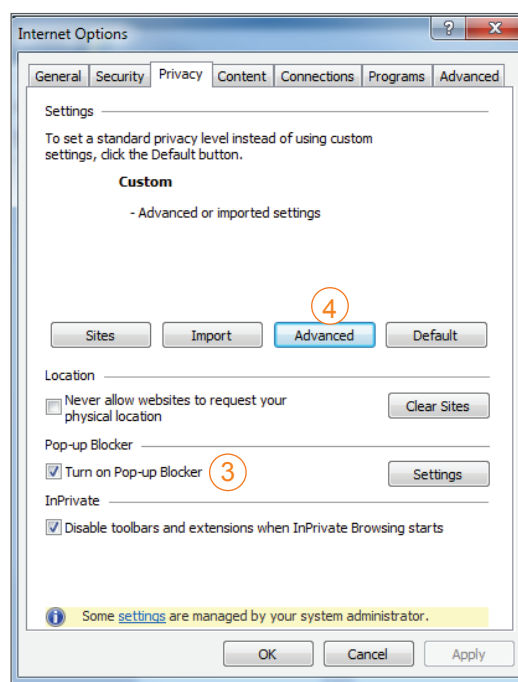 Internet Options
?
X
General Security Privacy Content Connections Programs Advanced
Settings
To set a standard privacy level instead of using custom
settings, click the Default button.
Custom
- Advanced or imported settings
4
Sites Import Advanced Default
Location
Never allow websites to request your
physical location
Clear Sites
Pop-up Blocker
Turn on Pop-up Blocker 3 Settings
InPrivate
Disable toolbars and extensions when InPrivate Browsing starts
Some settings are managed by your system administrator.
OK Cancel Apply